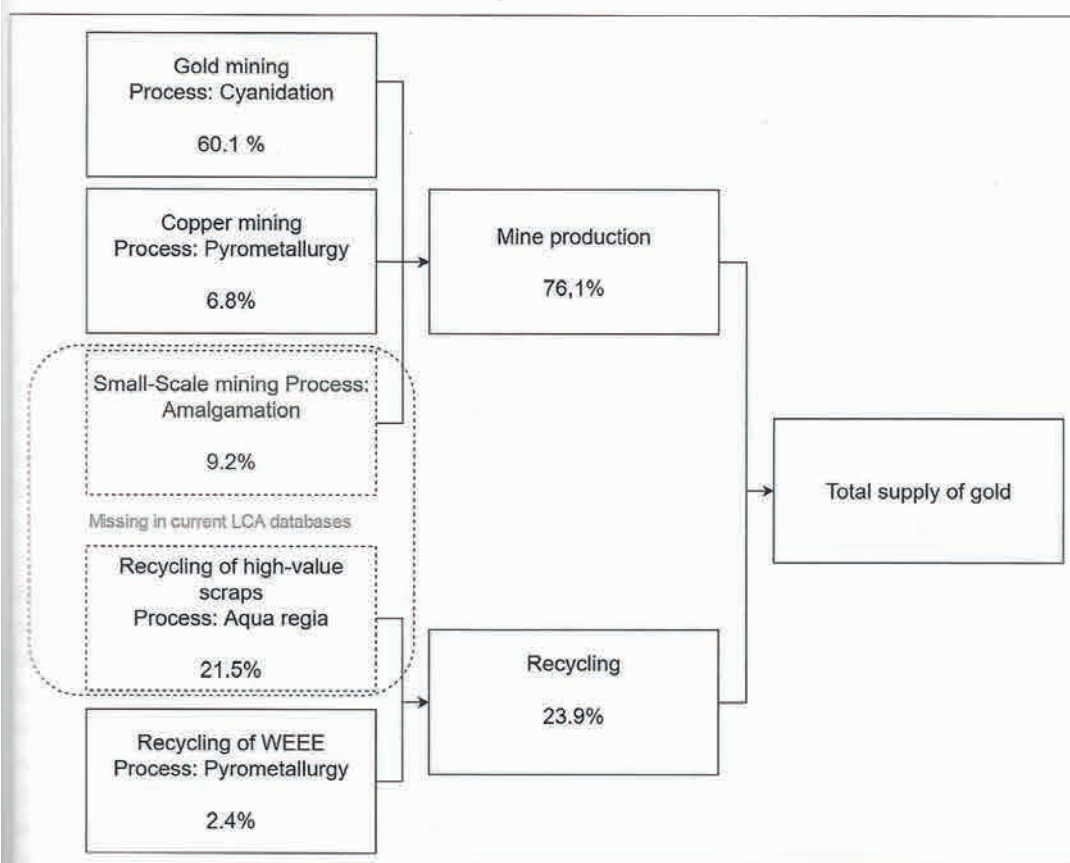 Gold mining
Process: Cyanidation
60.1 %
Copper mining
Process: Pyrometallurgy
6.8%
Small-Scale mining Process:
Amalgamation
9.2%
Missing in current LCA databases
Recycling of high-value
scraps
Process: Aqua regia
21.5%
Recycling of WEEE
Process: Pyrometallurgy
2.4%
Mine production
76,1%
Recycling
23.9%
Total supply of gold